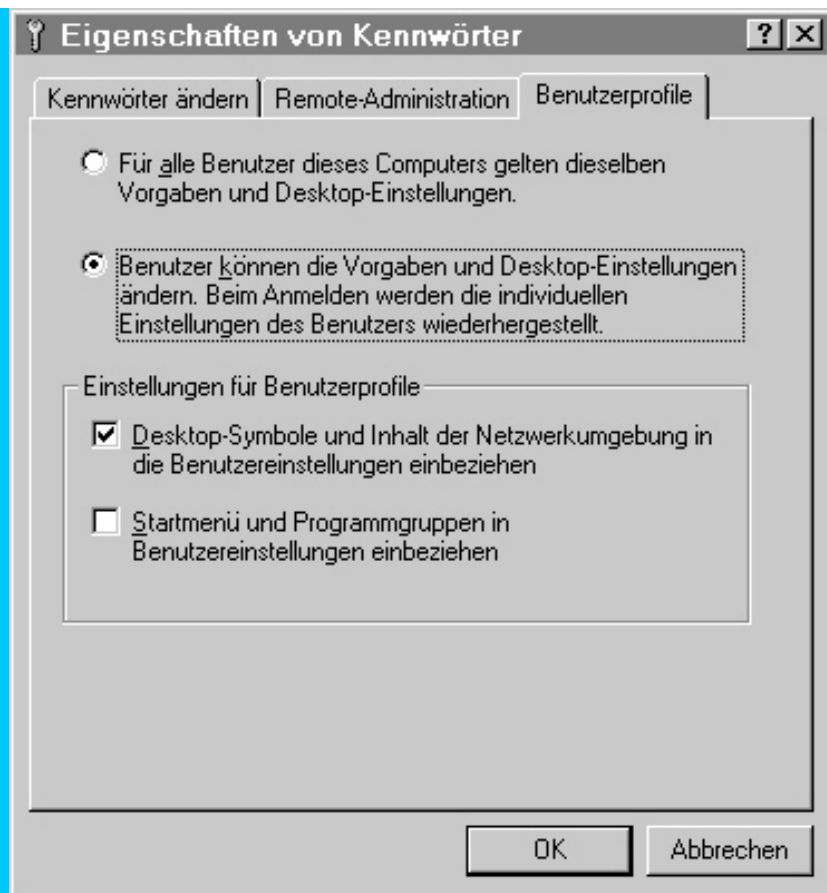 Eigenschaften von Kennwörter
Kennwörter ändern
Remote-Administration
Benutzerprofile
Für alle Benutzer dieses Computers gelten dieselben
Vorgaben und Desktop-Einstellungen.
Benutzer können die Vorgaben und Desktop-Einstellungen
ändern. Beim Anmelden werden die individuellen
Einstellungen des Benutzers wiederhergestellt.
Einstellungen für Benutzerprofile
Desktop-Symbole und Inhalt der Netzwerkumgebung in
die Benutzereinstellungen einbeziehen
Startmenü und Programmgruppen in
Benutzereinstellungen einbeziehen
OK
Abbrechen